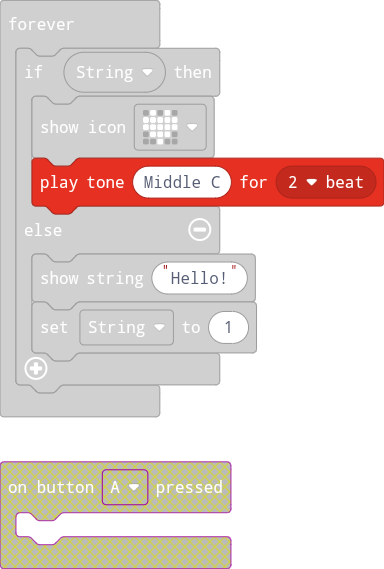 forever
if String then
show icon
play tone Middle C for 2 beat
else
show string "Hello!"
set String to 1
on button A pressed